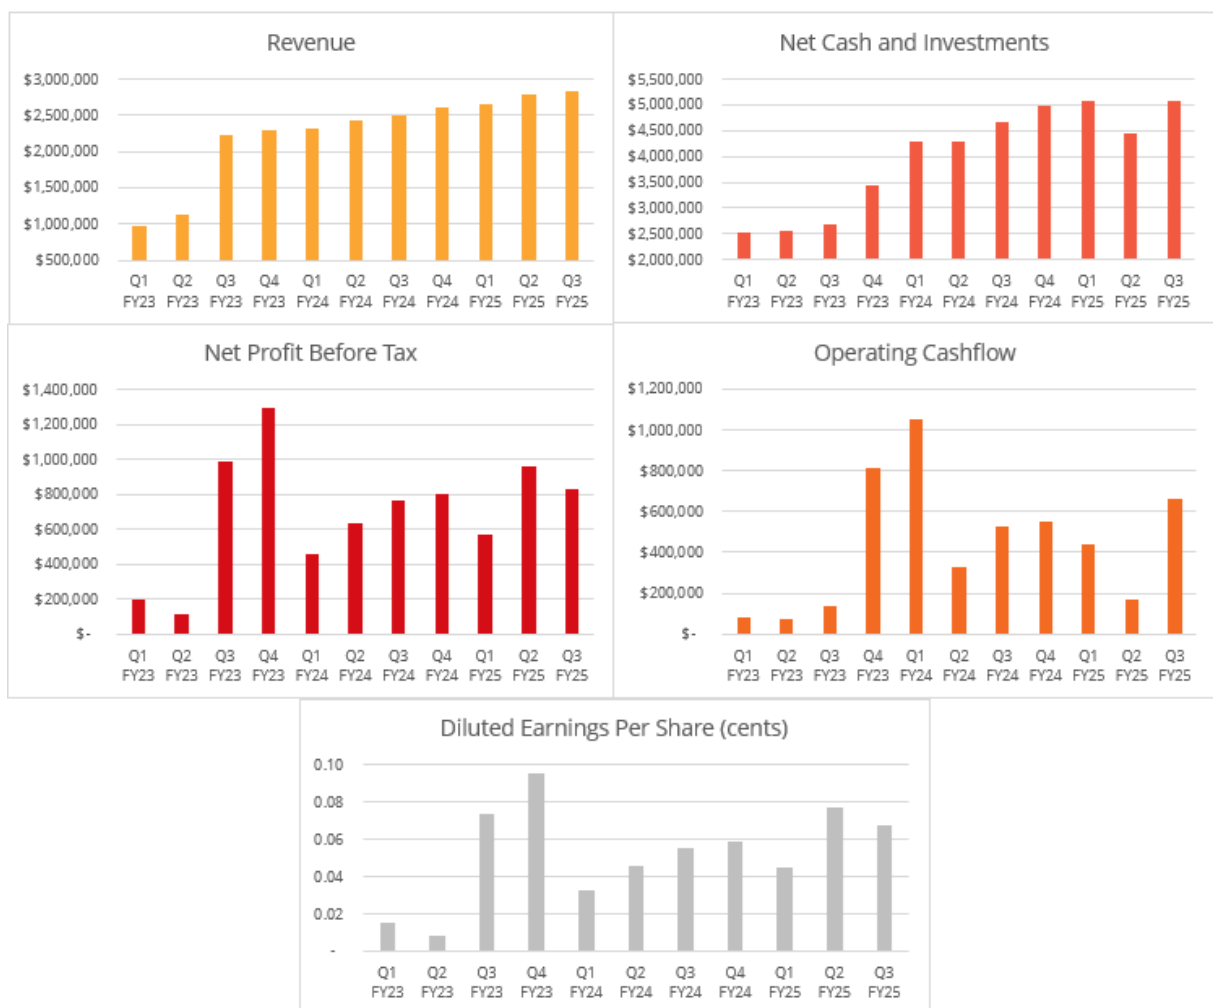 Revenue
$3,000,000
$2,500,000
$2,000,000
$1,500,000
$1,000,000
$500,000
Q1 Q2 Q3 Q4 Q1 Q2 Q3 Q4 Q1 Q2 Q3
FY23 FY23 FY23 FY23 FY24 FY24 FY24 FY24 FY25 FY25 FY25
Net Cash and Investments
$5,500,000
$5,000,000
$4,500,000
$4,000,000
$3,500,000
$3,000,000
$2,500,000
$2,000,000
Q1 Q2 Q3 Q4 Q1 Q2 Q3 Q4 Q1 Q2 Q3
FY23 FY23 FY23 FY23 FY24 FY24 FY24 FY24 FY25 FY25 FY25
Net Profit Before Tax
$1,400,000
$1,200,000
$1,000,000
$800,000
$600,000
$400,000
$200,000
$-
Q1 Q2 Q3 Q4 Q1 Q2 Q3 Q4 Q1 Q2 Q3
FY23 FY23 FY23 FY23 FY24 FY24 FY24 FY24 FY25 FY25 FY25
Operating Cashflow
$1,200,000
$1,000,000
$800,000
$600,000
$400,000
$200,000
$-
Q1 Q2 Q3 Q4 Q1 Q2 Q3 Q4 Q1 Q2 Q3
FY23 FY23 FY23 FY23 FY24 FY24 FY24 FY24 FY25 FY25 FY25
Diluted Earnings Per Share (cents)
0.10
0.08
0.06
0.04
0.02
-
Q1 Q2 Q3 Q4 Q1 Q2 Q3 Q4 Q1 Q2 Q3
FY23 FY23 FY23 FY23 FY24 FY24 FY24 FY24 FY25 FY25 FY25